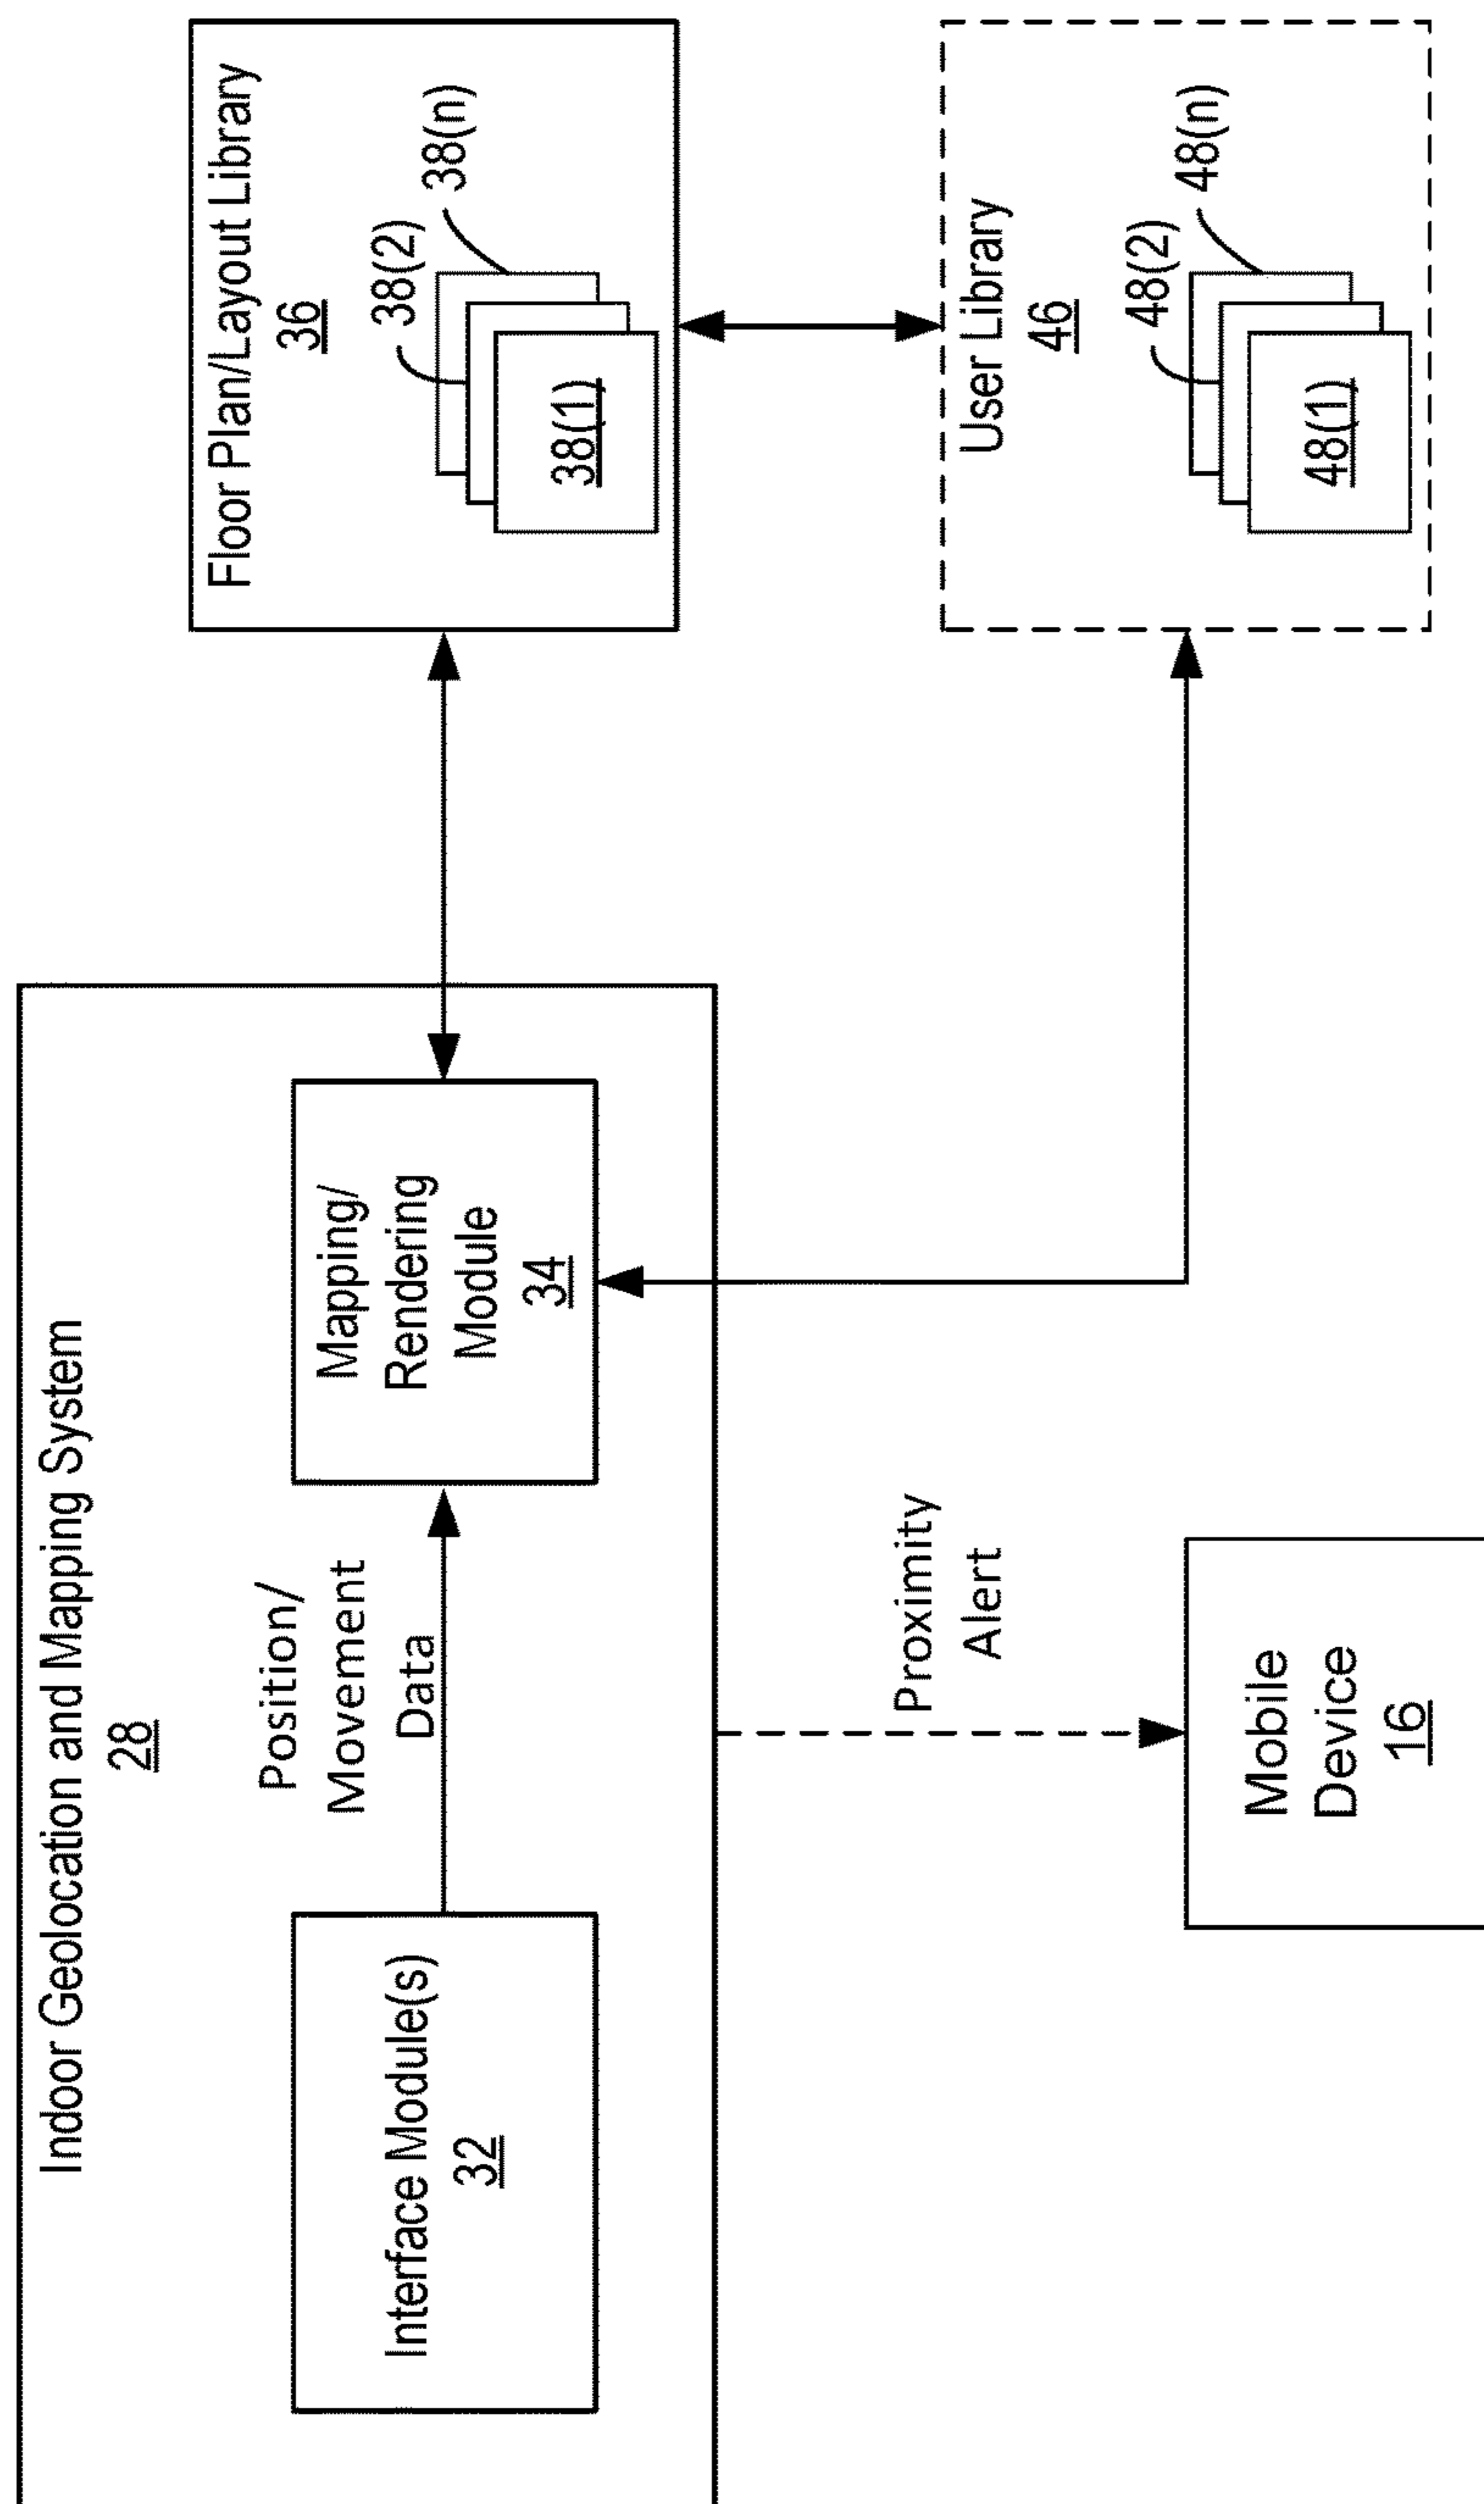 Indoor Geolocation and Mapping System
28
Interface Module(s)
32
Position/
Movement
Data
Mapping/
Rendering
Module
34
Floor Plan/Layout Library
36
38(2)
38(n)
38(1)
Proximity
Alert
Mobile
Device
16
User Library
46
48(2)
48(n)
48(1)